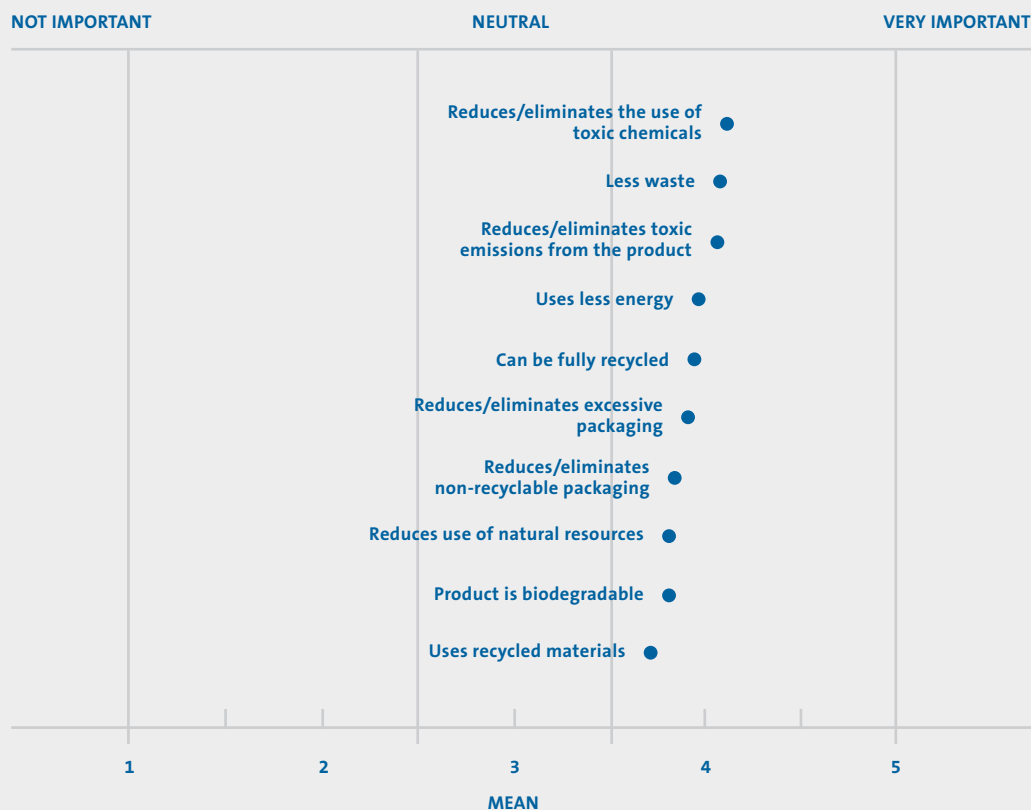 NOT IMPORTANT NEUTRAL VERY IMPORTANT
Reduces/eliminates the use of
toxic chemicals
Less waste
Reduces/eliminates toxic
emissions from the product
Uses less energy
Can be fully recycled
Reduces/eliminates excessive
packaging
Reduces/eliminates
non-recyclable packaging
Reduces use of natural resources
Product is biodegradable
Uses recycled materials
1 2 3 4 5
MEAN